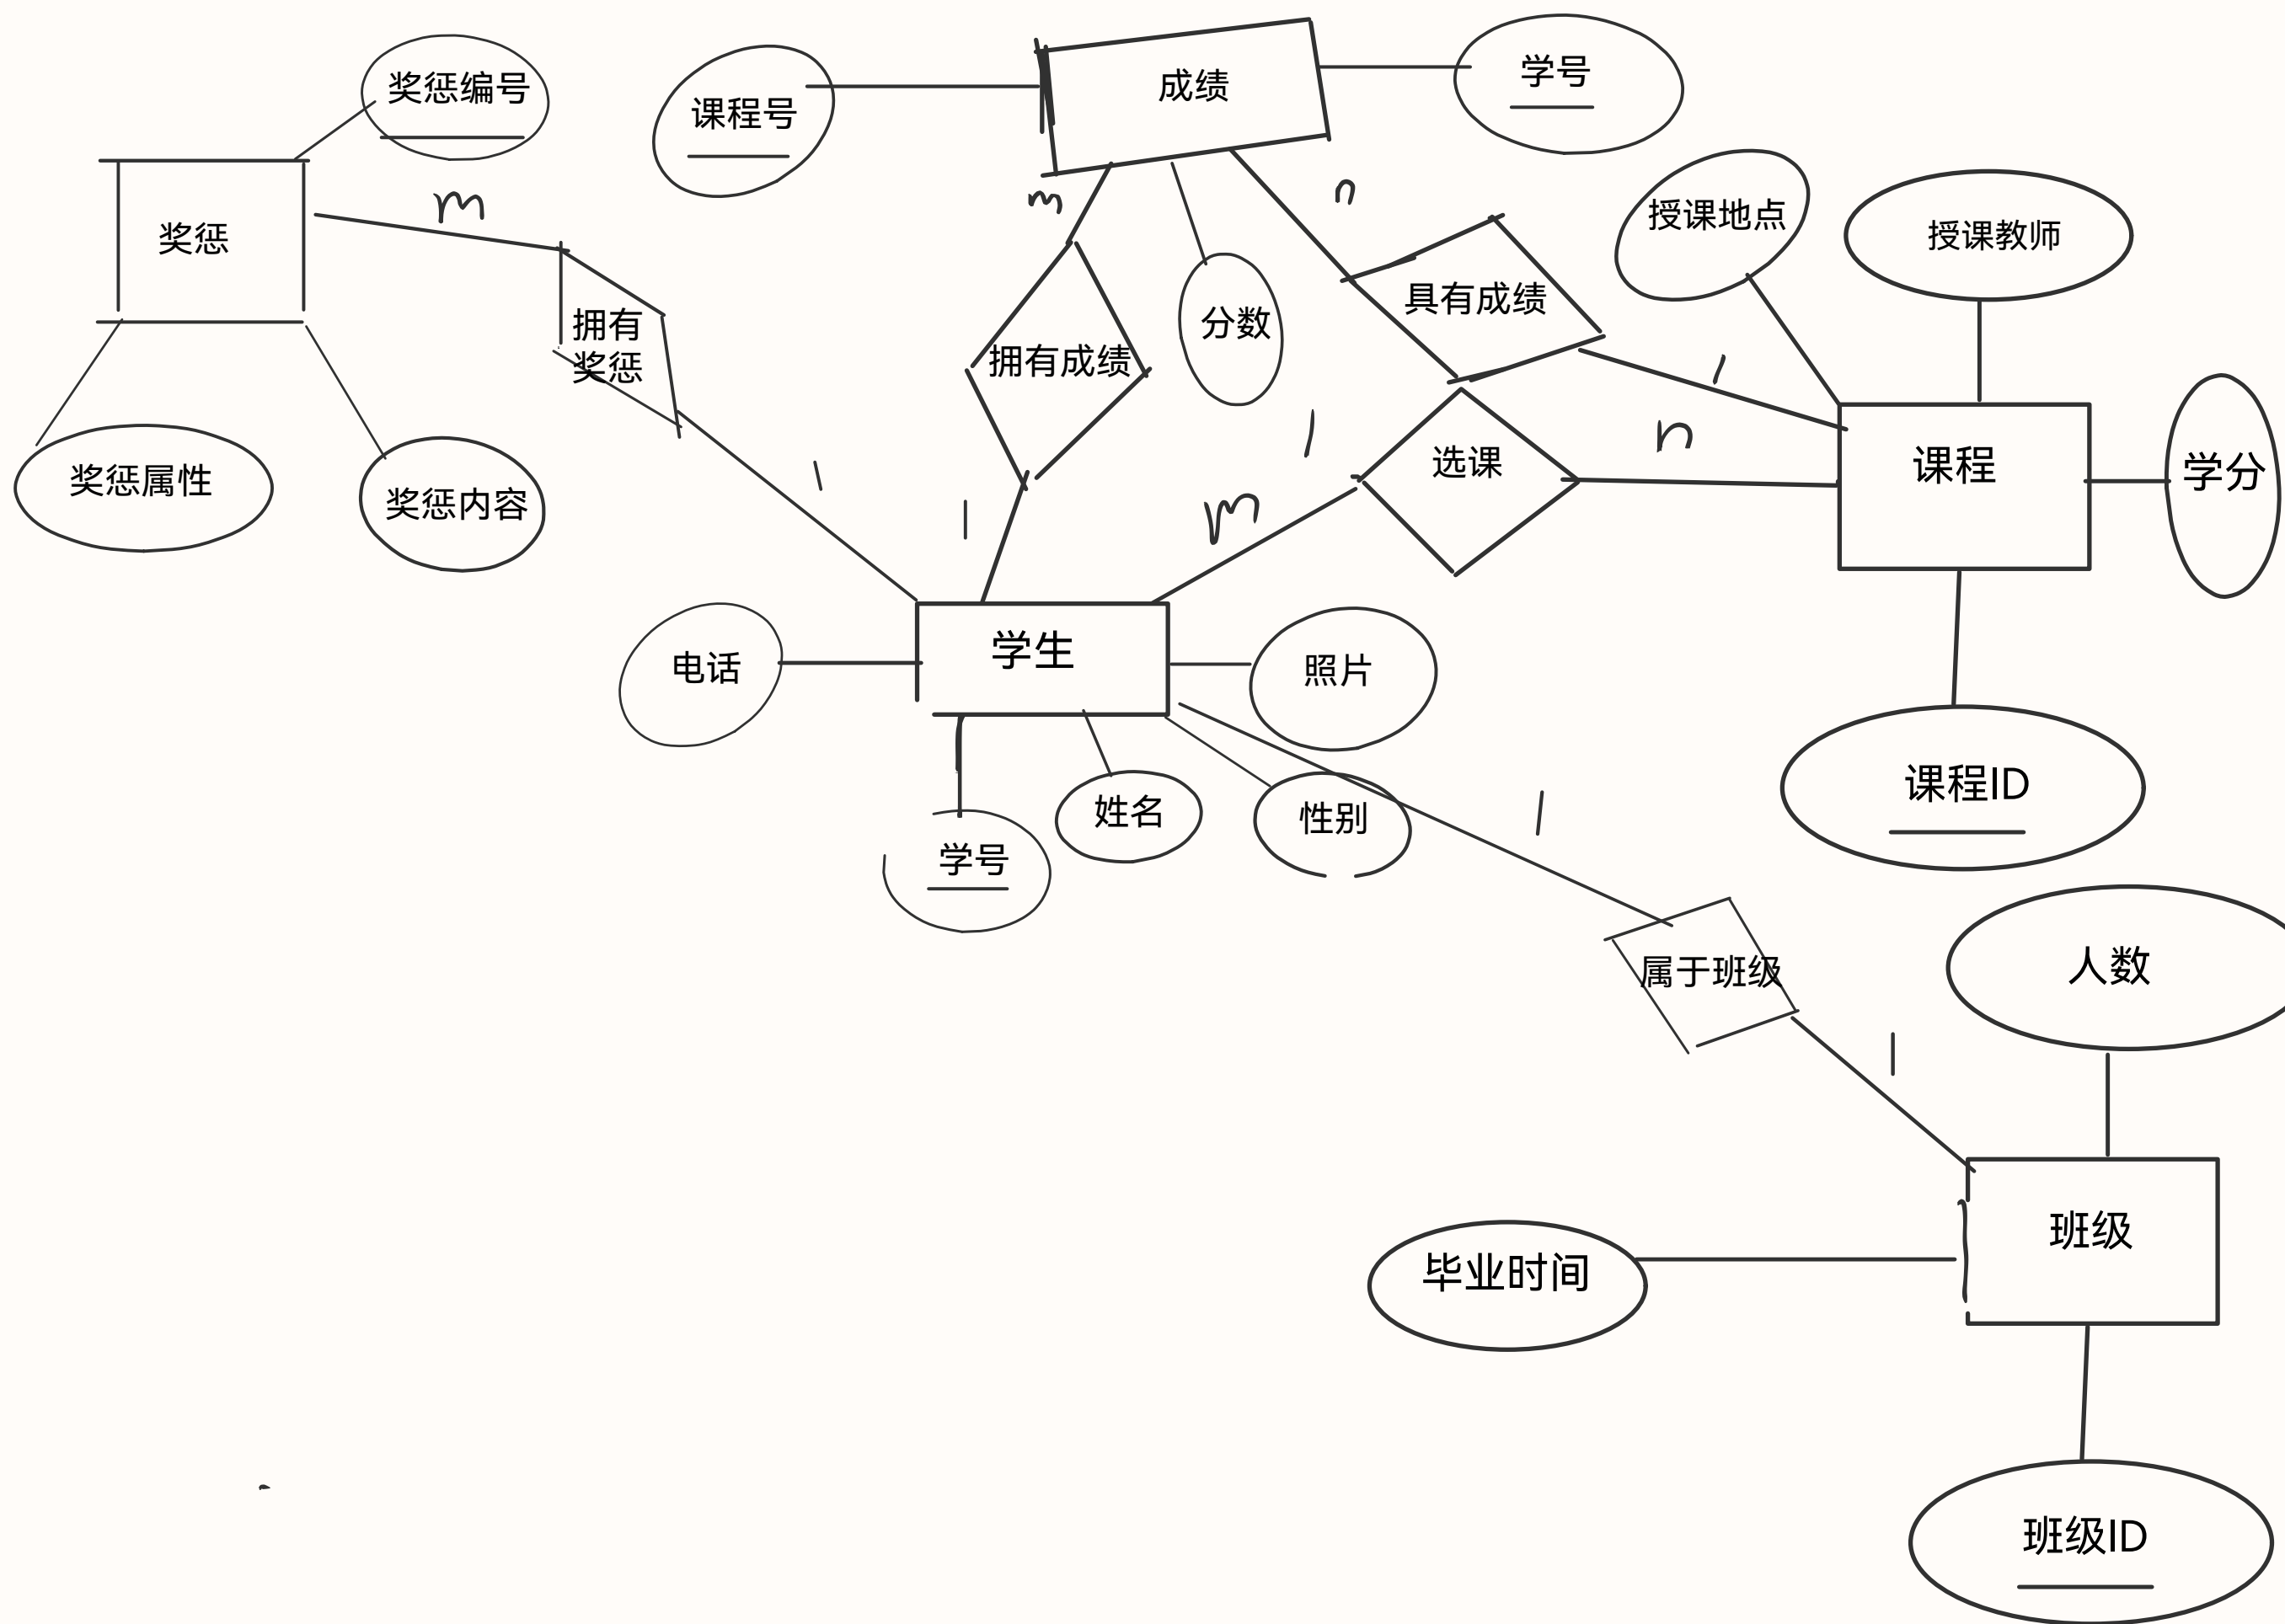 奖惩编号
课程号
成绩
学号
奖惩
m
m
n
授课地点
授课教师
拥有
奖惩
拥有成绩
分数
具有成绩
1
1
n
选课
课程
学分
奖惩属性
奖惩内容
1
1
m
电话
学生
照片
学号
姓名
性别
1
课程ID
属于班级
人数
1
班级
毕业时间
班级ID